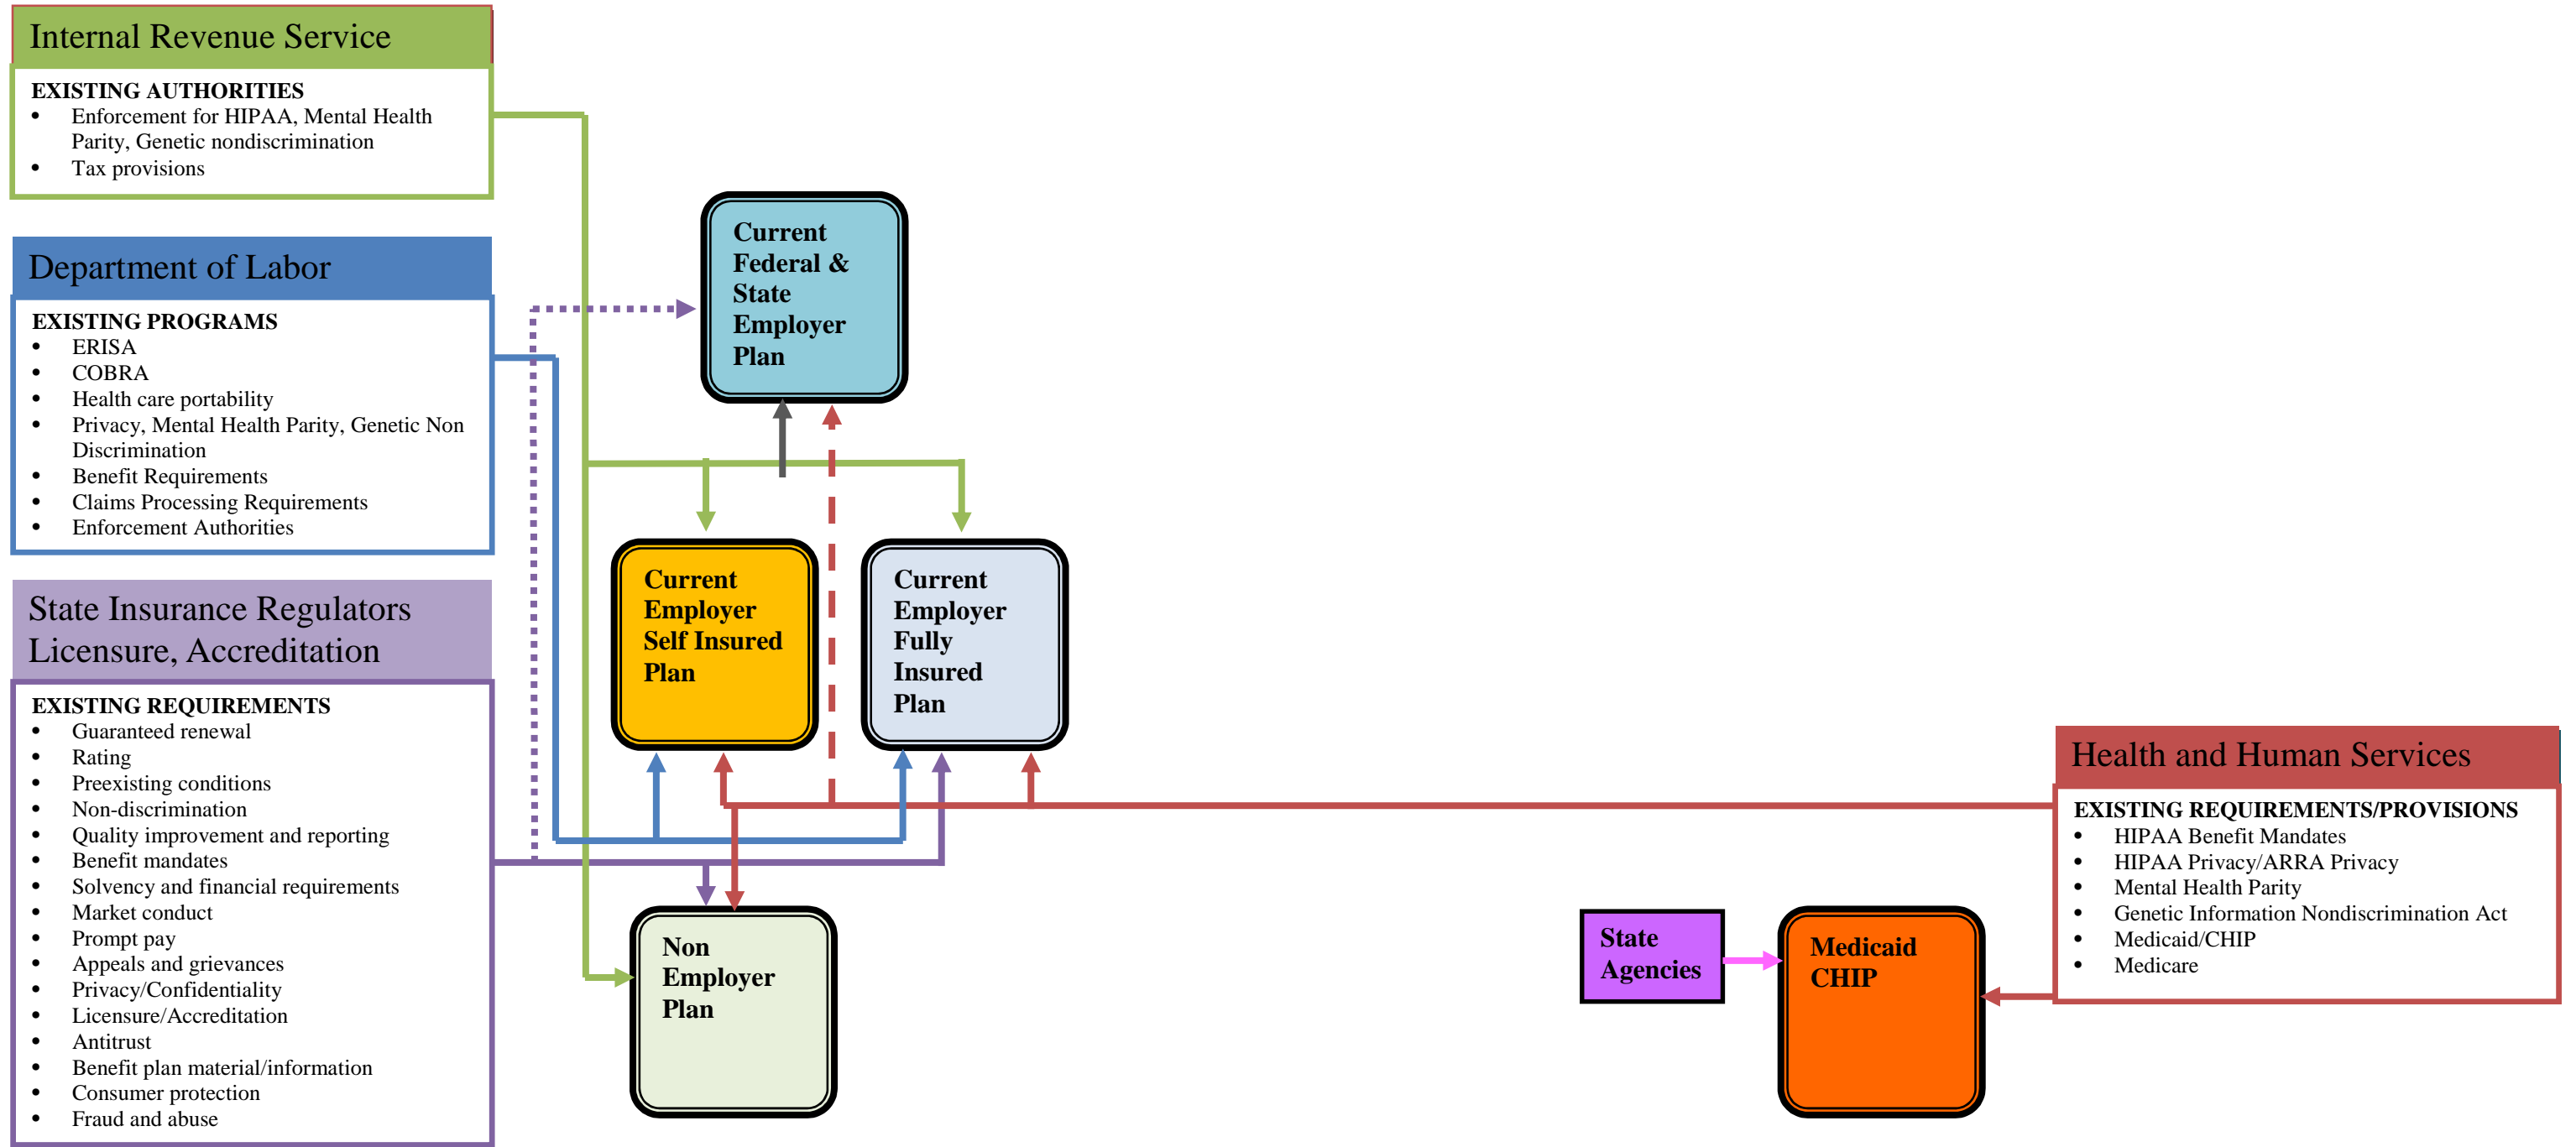 Internal Revenue Service
EXISTING AUTHORITIES
• Enforcement for HIPAA, Mental Health
Parity, Genetic nondiscrimination
• Tax provisions
Department of Labor
EXISTING PROGRAMS
• ERISA
• COBRA
• Health care portability
• Privacy, Mental Health Parity, Genetic Non
Discrimination
• Benefit Requirements
• Claims Processing Requirements
• Enforcement Authorities
State Insurance Regulators
Licensure, Accreditation
EXISTING REQUIREMENTS
• Guaranteed renewal
• Rating
• Preexisting conditions
• Non-discrimination
• Quality improvement and reporting
• Benefit mandates
• Solvency and financial requirements
• Market conduct
• Prompt pay
• Appeals and grievances
• Privacy/Confidentiality
• Licensure/Accreditation
• Antitrust
• Benefit plan material/information
• Consumer protection
• Fraud and abuse
Current
Federal &
State
Employer
Plan
Current
Employer
Self Insured
Plan
Current
Employer
Fully
Insured
Plan
Non
Employer
Plan
State
Agencies
Medicaid
CHIP
Health and Human Services
EXISTING REQUIREMENTS/PROVISIONS
• HIPAA Benefit Mandates
• HIPAA Privacy/ARRA Privacy
• Mental Health Parity
• Genetic Information Nondiscrimination Act
• Medicaid/CHIP
• Medicare